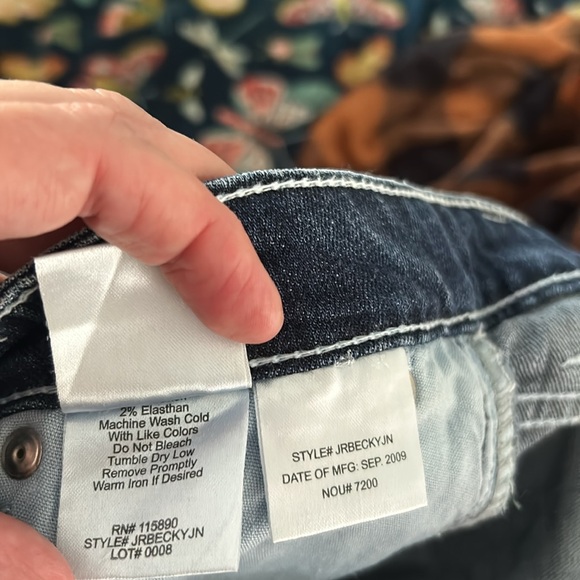 2% Elasthan
Machine Wash Cold
With Like Colors
Do Not Bleach
Tumble Dry Low
Remove Promptly
Warm Iron If Desired
RN# 115890
STYLE# JRBECKYJN
LOT# 0008
STYLE# JRBECKYJN
DATE OF MFG: SEP. 2009
NOU# 7200